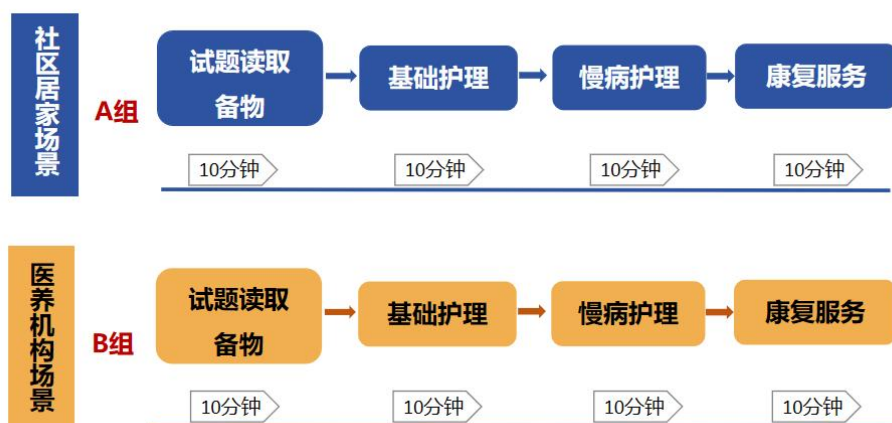 社区居家场景
A组
试题读取
备物
基础护理
慢病护理
康复服务
10分钟
10分钟
10分钟
10分钟
医养机构场景
B组
试题读取
备物
基础护理
慢病护理
康复服务
10分钟
10分钟
10分钟
10分钟